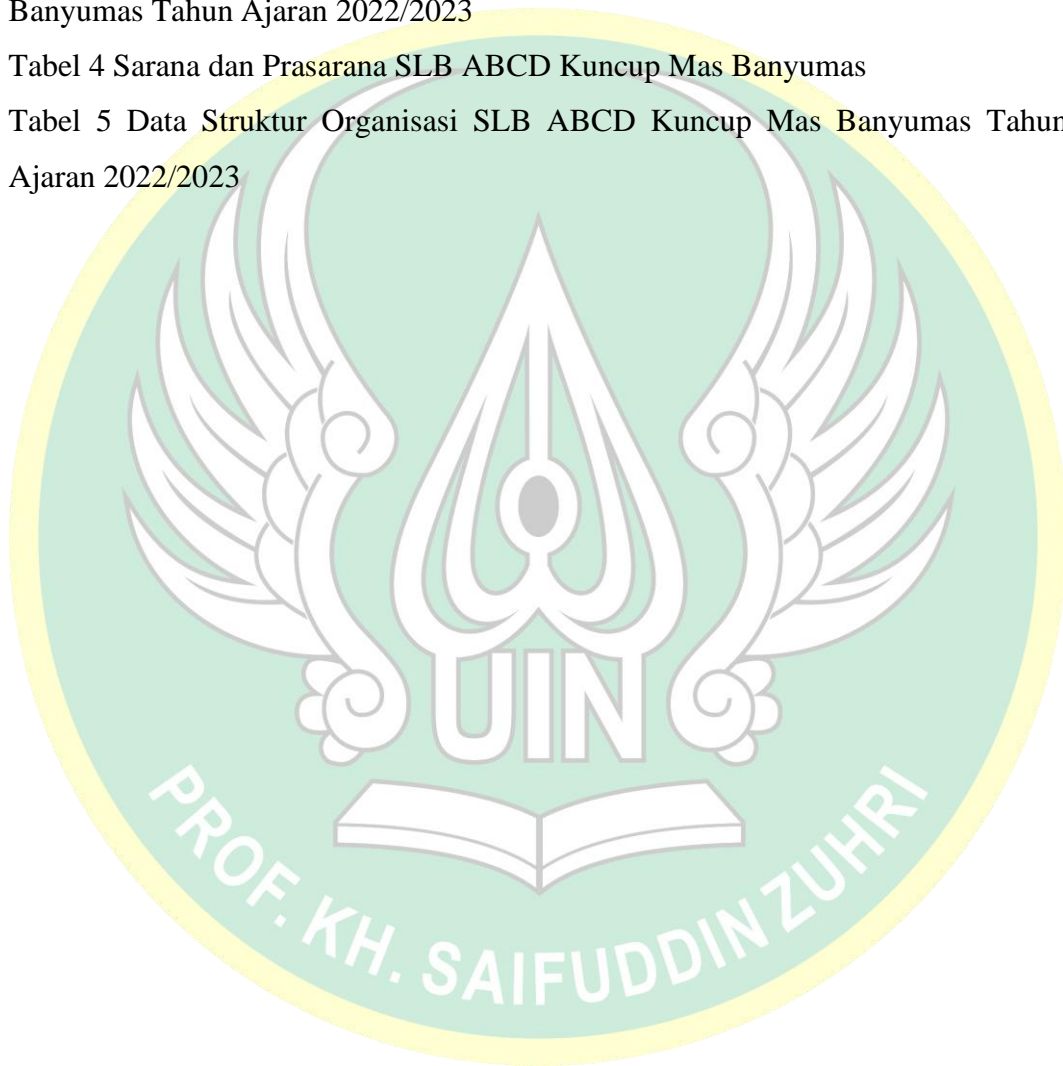 Banyumas Tahun Ajaran 2022/2023
Tabel 4 Sarana dan Prasarana SLB ABCD Kuncup Mas Banyumas
Tabel 5 Data Struktur Organisasi SLB ABCD Kuncup Mas Banyumas Tahun
Ajaran 2022/2023
UIN
PROF. KH. SAIFUDDIN ZUHRI